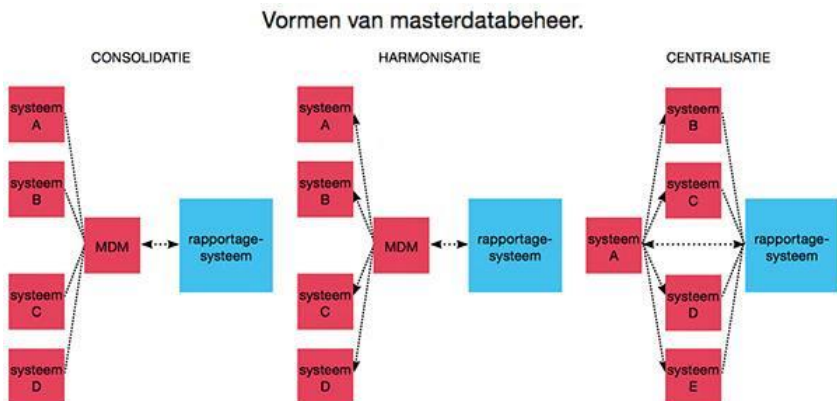 Vormen van masterdatabeheer.
CONSOLIDATIE
systeem
A
systeem
B
MDM
rapportage-
systeem
systeem
C
systeem
D
HARMONISATIE
systeem
A
systeem
B
MDM
rapportage-
systeem
systeem
C
systeem
D
CENTRALISATIE
systeem
B
systeem
C
systeem
A
rapportage-
systeem
systeem
D
systeem
E